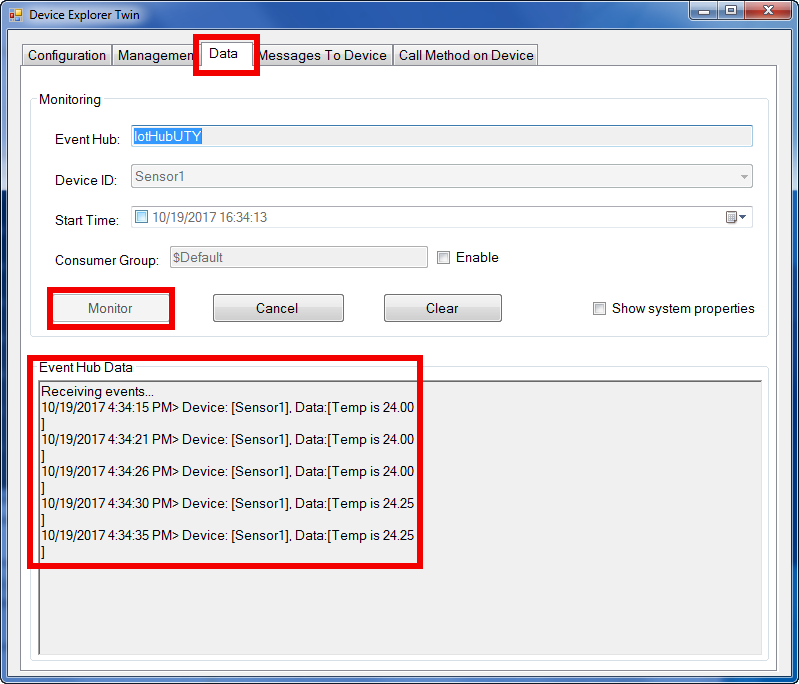 Device Explorer Twin
Configuration Managemen Data Messages To Device Call Method on Device
Monitoring
Event Hub: IotHubUTY
Device ID: Sensor1
Start Time: 10/19/2017 16:34:13
Consumer Group: $Default Enable
Monitor Cancel Clear Show system properties
Event Hub Data
Receiving events...
10/19/2017 4:34:15 PM> Device: [Sensor1], Data:[Temp is 24.00
]
10/19/2017 4:34:21 PM> Device: [Sensor1], Data:[Temp is 24.00
]
10/19/2017 4:34:26 PM> Device: [Sensor1], Data:[Temp is 24.00
]
10/19/2017 4:34:30 PM> Device: [Sensor1], Data:[Temp is 24.25
]
10/19/2017 4:34:35 PM> Device: [Sensor1], Data:[Temp is 24.25
]